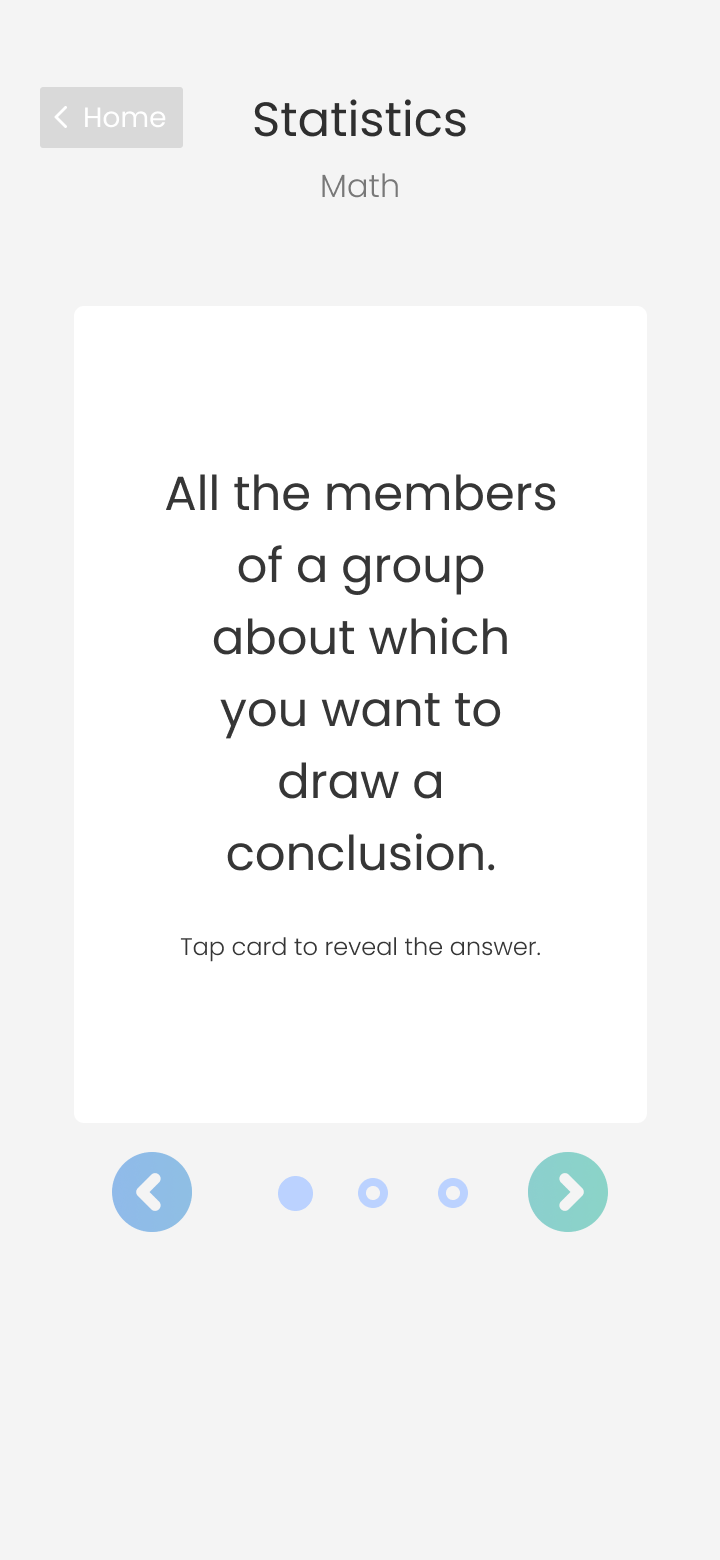 Home
Statistics
Math
All the members
of a group
about which
you want to
draw a
conclusion.
Tap card to reveal the answer.